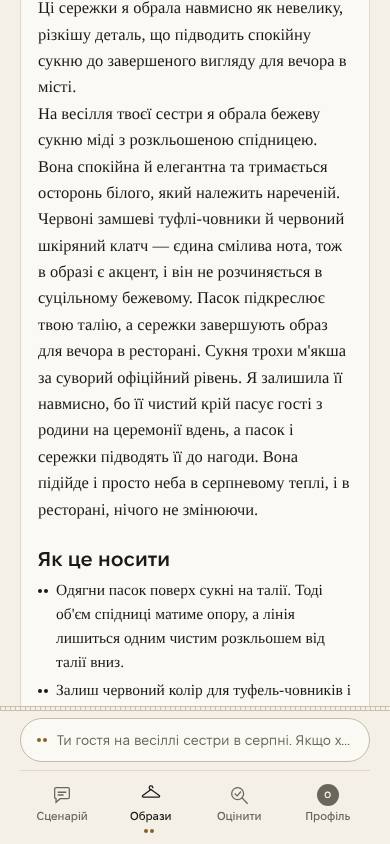 Ці сережки я обрала навмисно як невелику,
різкішу деталь, що підводить спокійну
сукню до завершеного вигляду для вечора в
місті.
На весілля твоєї сестри я обрала бежеву
сукню міді з розкльошеною спідницею.
Вона спокійна й елегантна та тримається
осторонь білого, який належить нареченій.
Червоні замшеві туфлі-човники й червоний
шкіряний клатч — єдина смілива нота, тож
в образі є акцент, і він не розчиняється в
суцільному бежевому. Пасок підкреслює
твою талію, а сережки завершують образ
для вечора в ресторані. Сукня трохи м'якша
за суворий офіційний рівень. Я залишила її
навмисно, бо її чистий крій пасує гості з
родини на церемонії вдень, а пасок і
сережки підводять її до нагоди. Вона
підійде і просто неба в серпневому теплі, і в
ресторані, нічого не змінюючи.
Як це носити
•• Одягни пасок поверх сукні на талії. Тоді
об'єм спідниці матиме опору, а лінія
лишиться одним чистим розкльошем від
талії вниз.
•• Залиш червоний колір для туфель-човників і
•• Ти гостя на весіллі сестри в серпні. Якщо х...
Сценарій
Образи
Оцінити
О
Профіль